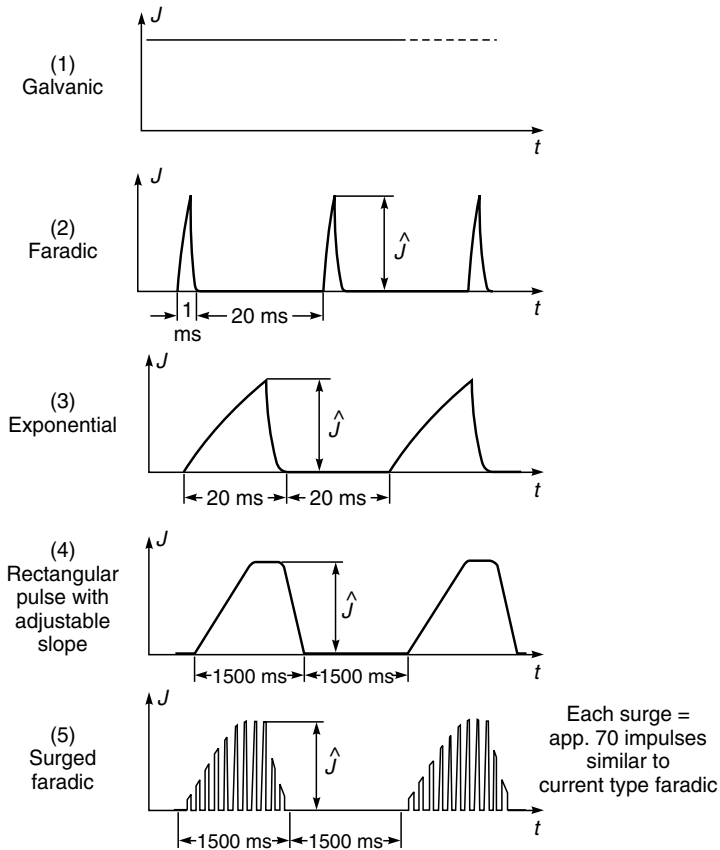 J
(1)
Galvanic
t
J
(2)
Faradic
Ĵ
t
1
ms
20 ms
J
(3)
Exponential
Ĵ
t
20 ms
20 ms
J
(4)
Rectangular
pulse with
adjustable
slope
Ĵ
t
1500 ms
1500 ms
J
(5)
Surged
faradic
Ĵ
t
1500 ms
1500 ms
Each surge =
app. 70 impulses
similar to
current type faradic